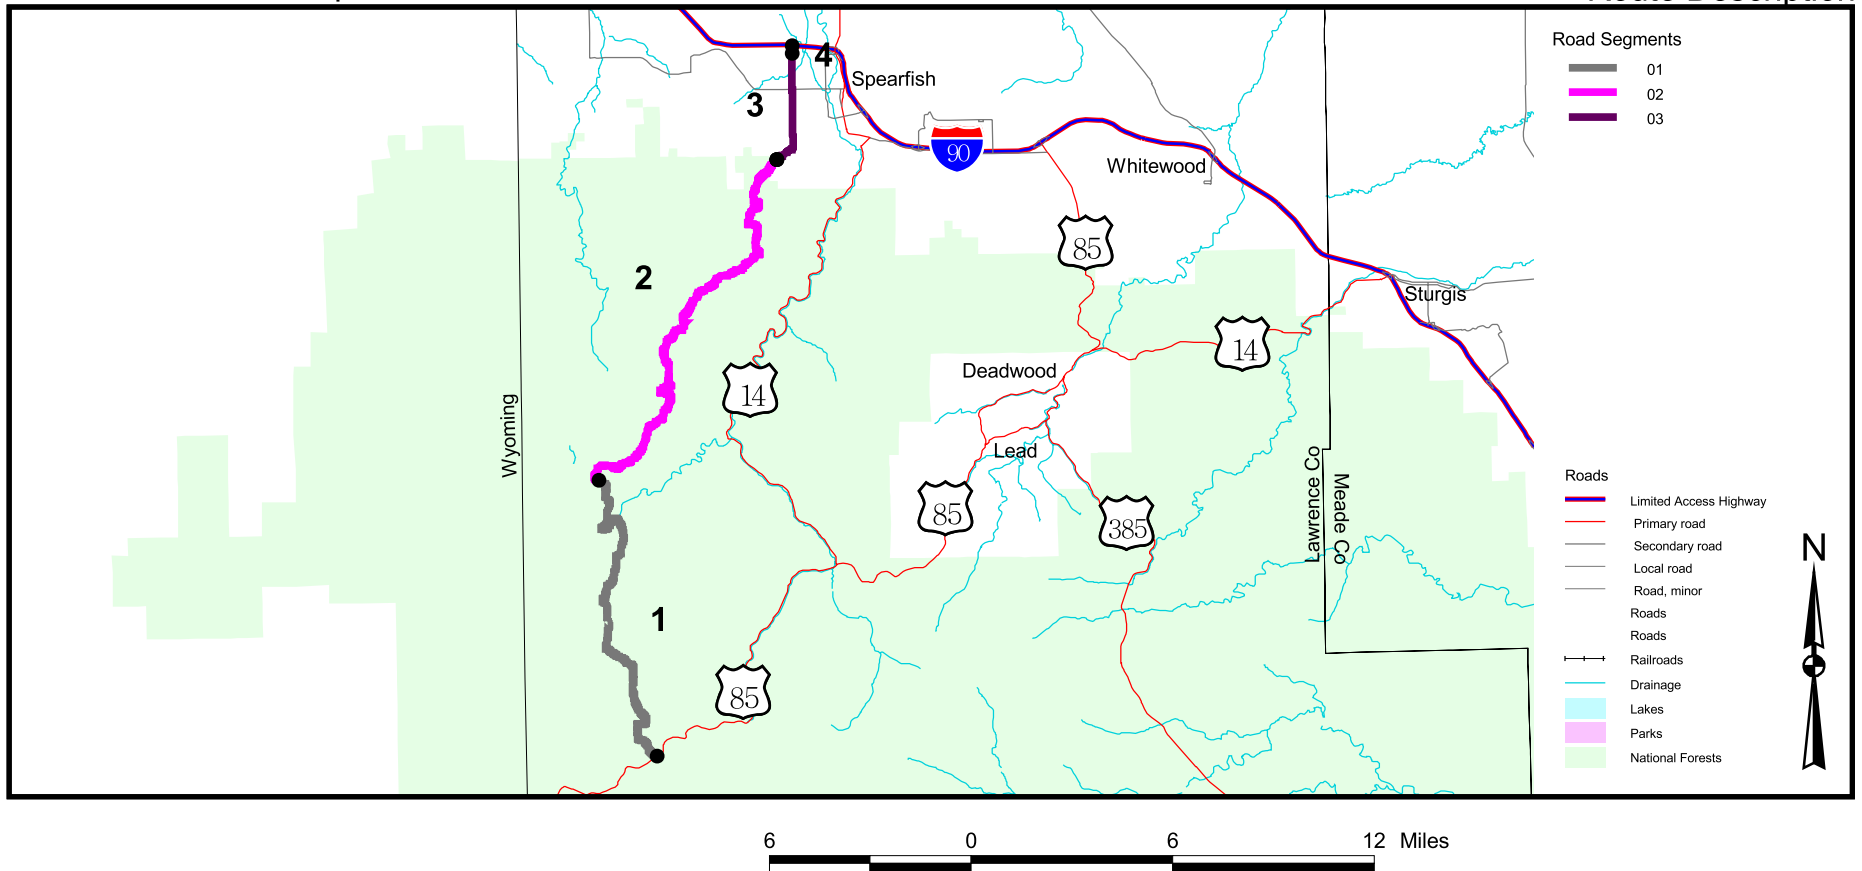 Route Description
4
Spearfish
3
90
Whitewood
85
2
Sturgis
14
Deadwood
14
Wyoming
Lead
85
385
Lawrence Co
Meade Co
1
85
Road Segments
01
02
03
Roads
Limited Access Highway
Primary road
Secondary road
Local road
Road, minor
Roads
Roads
Railroads
Drainage
Lakes
Parks
National Forests
N
6 0 6 12 Miles